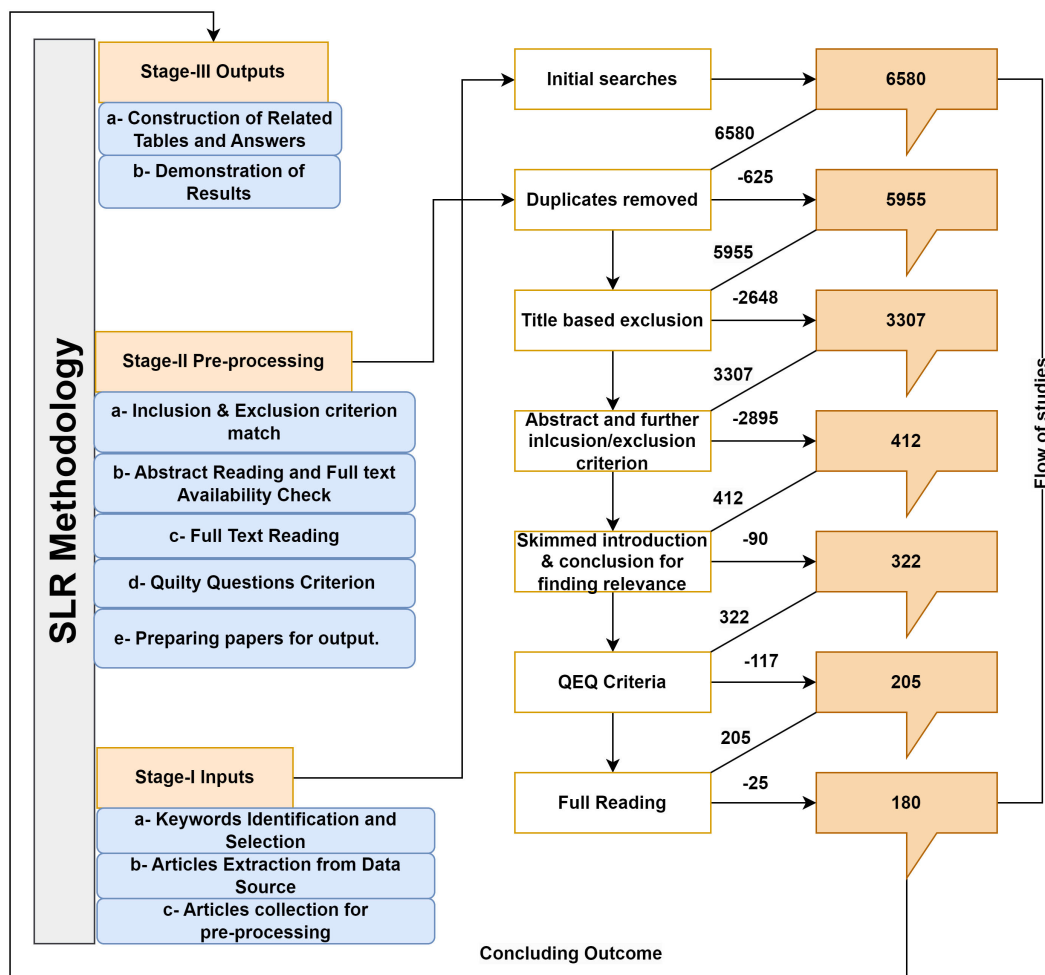 SLR Methodology
Stage-III Outputs
a- Construction of Related
Tables and Answers
b- Demonstration of
Results
Stage-II Pre-processing
a- Inclusion & Exclusion criterion
match
b- Abstract Reading and Full text
Availability Check
c- Full Text Reading
d- Quilty Questions Criterion
e- Preparing papers for output.
Stage-I Inputs
a- Keywords Identification and
Selection
b- Articles Extraction from Data
Source
c- Articles collection for
pre-processing
Initial searches
6580
6580
Duplicates removed
-625
5955
5955
Title based exclusion
-2648
3307
3307
Abstract and further
inlcusion/exclusion
criterion
-2895
412
412
Skimmed introduction
& conclusion for
finding relevance
-90
322
322
QEQ Criteria
-117
205
205
Full Reading
-25
180
Flow of studies
Concluding Outcome